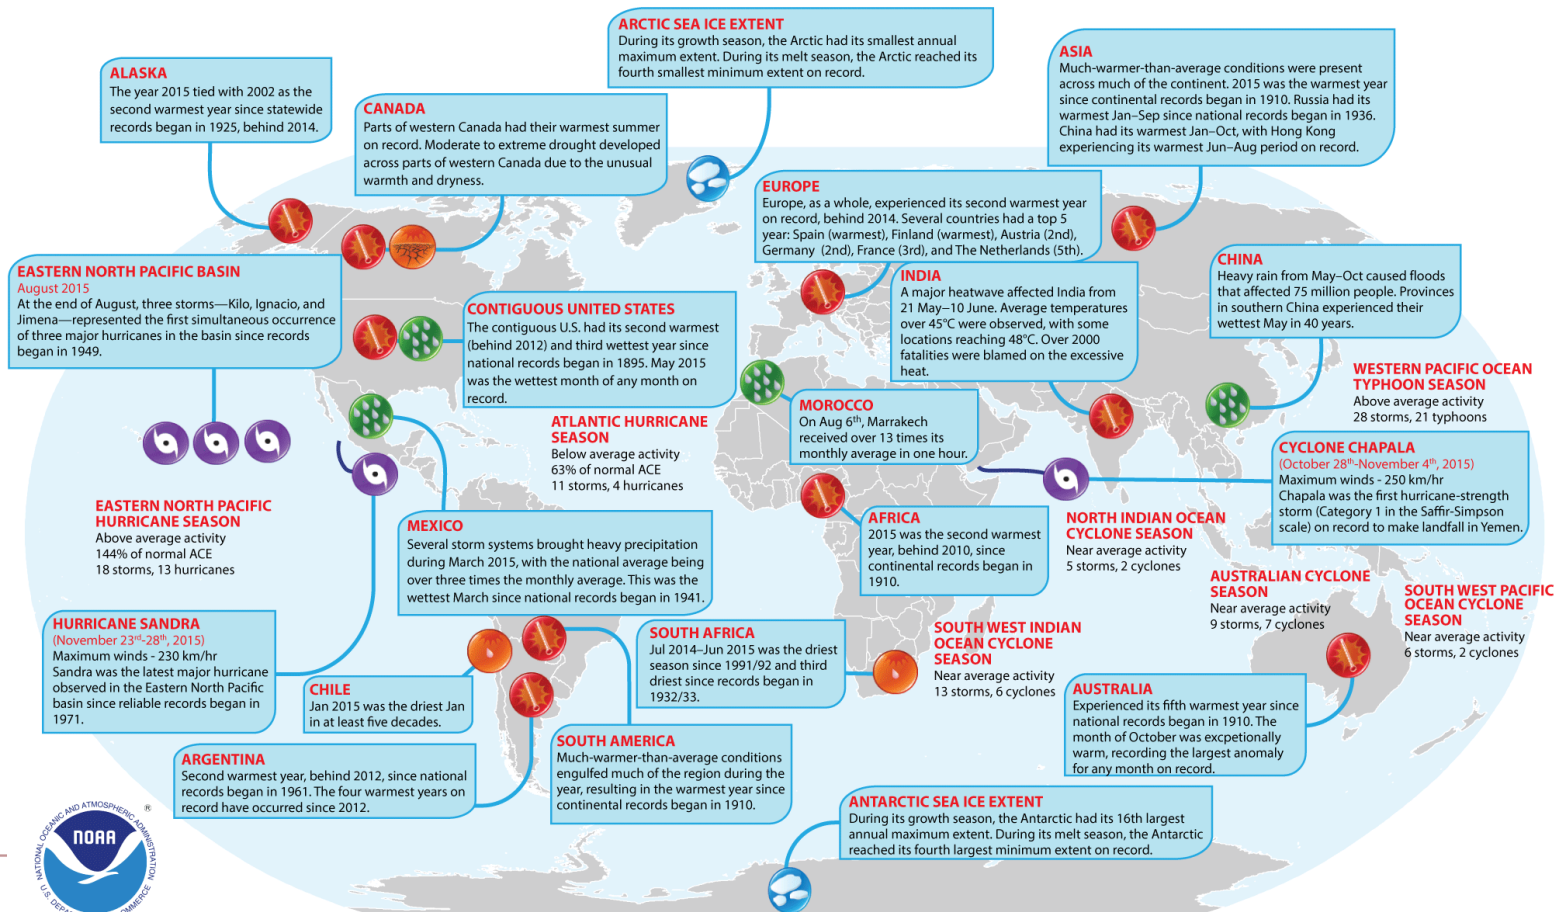 ARCTIC SEA ICE EXTENT
During its growth season, the Arctic had its smallest annual
maximum extent. During its melt season, the Arctic reached its
fourth smallest minimum extent on record.
ALASKA
The year 2015 tied with 2002 as the
second warmest year since statewide
records began in 1925, behind 2014.
CANADA
Parts of western Canada had their warmest summer
on record. Moderate to extreme drought developed
across parts of western Canada due to the unusual
warmth and dryness.
ASIA
Much-warmer-than-average conditions were present
across much of the continent. 2015 was the warmest year
since continental records began in 1910. Russia had its
warmest Jan–Sep since national records began in 1936.
China had its warmest Jan–Oct, with Hong Kong
experiencing its warmest Jun–Aug period on record.
EUROPE
Europe, as a whole, experienced its second warmest year
on record, behind 2014. Several countries had a top 5
year: Spain (warmest), Finland (warmest), Austria (2nd),
Germany (2nd), France (3rd), and The Netherlands (5th).
EASTERN NORTH PACIFIC BASIN
August 2015
At the end of August, three storms—Kilo, Ignacio, and
Jimena—represented the first simultaneous occurrence
of three major hurricanes in the basin since records
began in 1949.
CONTIGUOUS UNITED STATES
The contiguous U.S. had its second warmest
(behind 2012) and third wettest year since
national records began in 1895. May 2015
was the wettest month of any month on
record.
INDIA
A major heatwave affected India from
21 May–10 June. Average temperatures
over 45°C were observed, with some
locations reaching 48°C. Over 2000
fatalities were blamed on the excessive
heat.
CHINA
Heavy rain from May–Oct caused floods
that affected 75 million people. Provinces
in southern China experienced their
wettest May in 40 years.
WESTERN PACIFIC OCEAN
TYPHOON SEASON
Above average activity
28 storms, 21 typhoons
MOROCCO
On Aug 6th, Marrakech
received over 13 times its
monthly average in one hour.
ATLANTIC HURRICANE
SEASON
Below average activity
63% of normal ACE
11 storms, 4 hurricanes
CYCLONE CHAPALA
(October 28th-November 4th, 2015)
Maximum winds - 250 km/hr
Chapala was the first hurricane-strength
storm (Category 1 in the Saffir-Simpson
scale) on record to make landfall in Yemen.
EASTERN NORTH PACIFIC
HURRICANE SEASON
Above average activity
144% of normal ACE
18 storms, 13 hurricanes
MEXICO
Several storm systems brought heavy precipitation
during March 2015, with the national average being
over three times the monthly average. This was the
wettest March since national records began in 1941.
AFRICA
2015 was the second warmest
year, behind 2010, since
continental records began in
1910.
NORTH INDIAN OCEAN
CYCLONE SEASON
Near average activity
5 storms, 2 cyclones
AUSTRALIAN CYCLONE
SEASON
Near average activity
9 storms, 7 cyclones
SOUTH WEST PACIFIC
OCEAN CYCLONE
SEASON
Near average activity
6 storms, 2 cyclones
HURRICANE SANDRA
(November 23rd-28th, 2015)
Maximum winds - 230 km/hr
Sandra was the latest major hurricane
observed in the Eastern North Pacific
basin since reliable records began in
1971.
CHILE
Jan 2015 was the driest Jan
in at least five decades.
SOUTH AFRICA
Jul 2014–Jun 2015 was the driest
season since 1991/92 and third
driest since records began in
1932/33.
SOUTH WEST INDIAN
OCEAN CYCLONE
SEASON
Near average activity
13 storms, 6 cyclones
AUSTRALIA
Experienced its fifth warmest year since
national records began in 1910. The
month of October was excpetionally
warm, recording the largest anomaly
for any month on record.
ARGENTINA
Second warmest year, behind 2012, since national
records began in 1961. The four warmest years on
record have occurred since 2012.
SOUTH AMERICA
Much-warmer-than-average conditions
engulfed much of the region during the
year, resulting in the warmest year since
continental records began in 1910.
ANTARCTIC SEA ICE EXTENT
During its growth season, the Antarctic had its 16th largest
annual maximum extent. During its melt season, the Antarctic
reached its fourth largest minimum extent on record.
NATIONAL OCEANIC AND ATMOSPHERIC ADMINISTRATION
®
NOAA